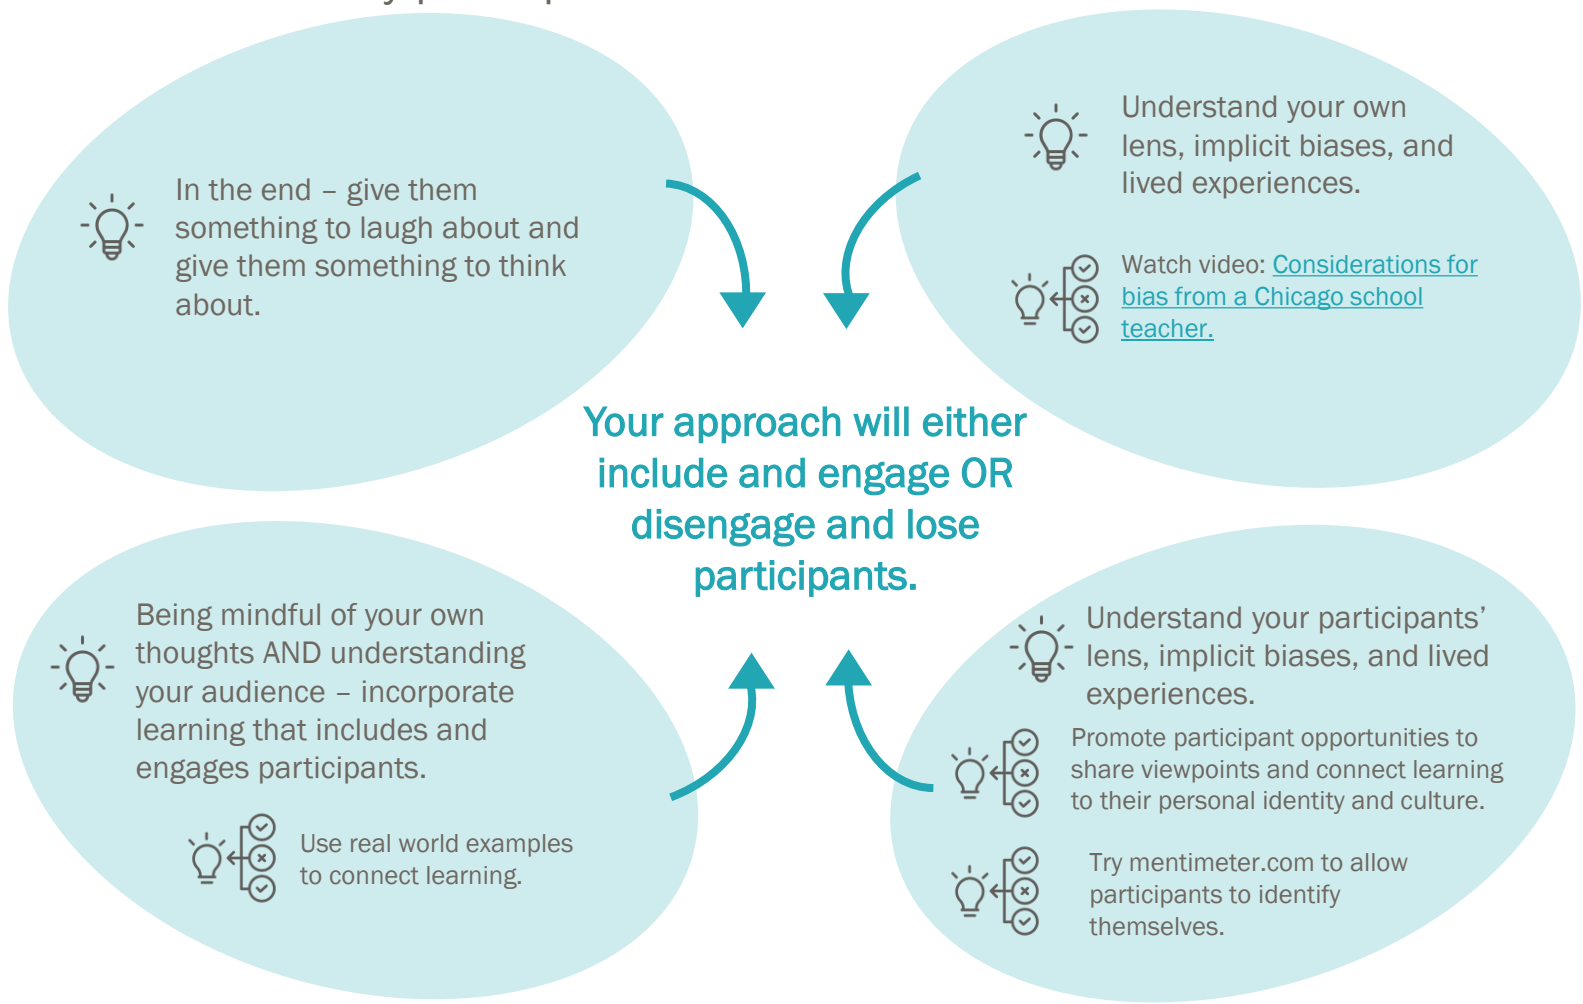 In the end – give them
something to laugh about and
give them something to think
about.
Understand your own
lens, implicit biases, and
lived experiences.
Watch video: Considerations for
bias from a Chicago school
teacher.
Your approach will either
include and engage OR
disengage and lose
participants.
Being mindful of your own
thoughts AND understanding
your audience – incorporate
learning that includes and
engages participants.
Use real world examples
to connect learning.
Understand your participants’
lens, implicit biases, and lived
experiences.
Promote participant opportunities to
share viewpoints and connect learning
to their personal identity and culture.
Try mentimeter.com to allow
participants to identify
themselves.